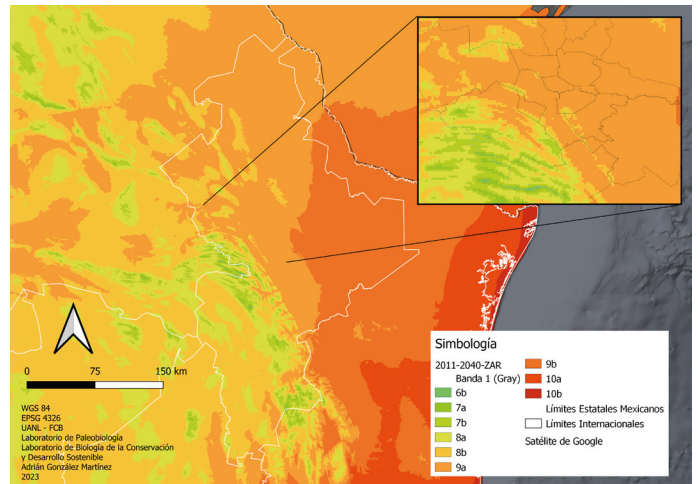 0
75
150 km
WGS 84
EPSG 4326
UANL - FCB
Laboratorio de Paleobiología
Laboratorio de Biología de la Conservación
y Desarrollo Sostenible
Adrián González Martínez
2023
Simbología
2011-2040-ZAR
Banda 1 (Gray)
6b
7a
7b
8a
8b
9a
9b
10a
10b
Límites Estatales Mexicanos
Límites Internacionales
Satélite de Google